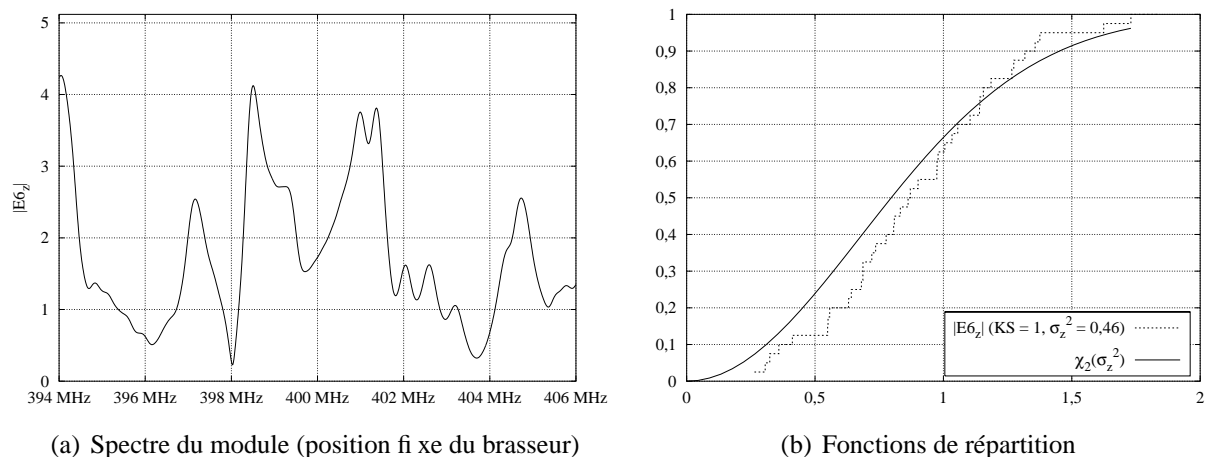 5
4
3
2
1
0
|E6z|
394 MHz 396 MHz 398 MHz 400 MHz 402 MHz 404 MHz 406 MHz
(a) Spectre du module (position fi xe du brasseur)
1
0,9
0,8
0,7
0,6
0,5
0,4
0,3
0,2
0,1
0
0 0,5 1 1,5 2
|E6z| (KS = 1, σz2 = 0,46)
χ2(σz2)
(b) Fonctions de répartition